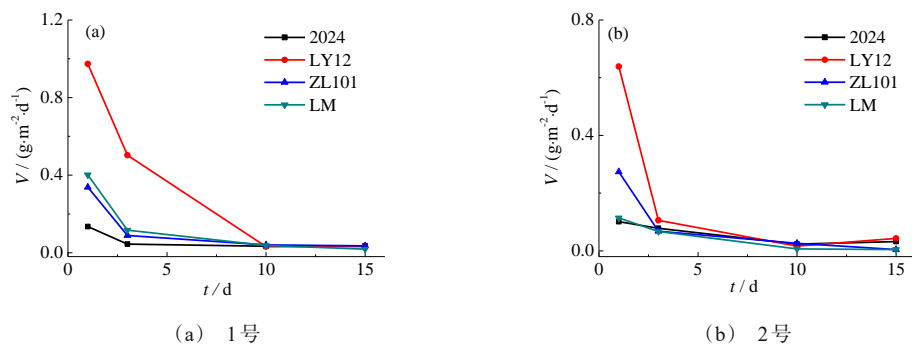 1.2
0.8
0.4
0.0
V / (g·m⁻²·d⁻¹)
(a)
2024
LY12
ZL101
LM
0
5
10
15
t / d
(a) 1号
0.8
0.4
0.0
V / (g·m⁻²·d⁻¹)
(b)
2024
LY12
ZL101
LM
0
5
10
15
t / d
(b) 2号